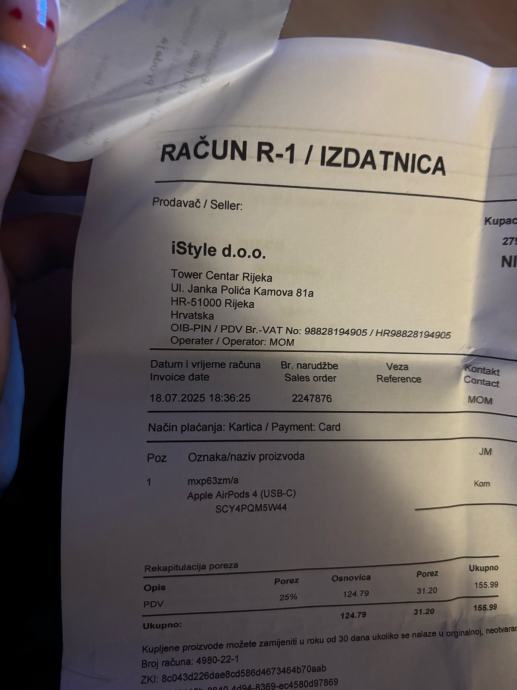 RAČUN R-1 / IZDATNICA
Prodavač / Seller:
Kupac
iStyle d.o.o.
Tower Centar Rijeka
Ul. Janka Polića Kamova 81a
HR-51000 Rijeka
Hrvatska
OIB-PIN / PDV Br.-VAT No: 98828194905 / HR98828194905
Operater / Operator: MOM
Datum i vrijeme računa Br. narudžbe Veza Kontakt
Invoice date Sales order Reference Contact
18.07.2025 18:36:25 2247876 MOM
Način plaćanja: Kartica / Payment: Card
Poz Oznaka/naziv proizvoda JM
1 mxp63zm/a Kom
Apple AirPods 4 (USB-C)
SCY4PQM5W44
Rekapitulacija poreza
Opis Porez Osnovica Porez Ukupno
PDV 25% 124.79 31.20 155.99
Ukupno: 124.79 31.20 155.99
Kupljene proizvode možete zamijeniti u roku od 30 dana ukoliko se nalaze u orginalnoj,
Broj računa: 4980-22-1
ZKI: 8c043d226dae8cd586d4673464b70aab